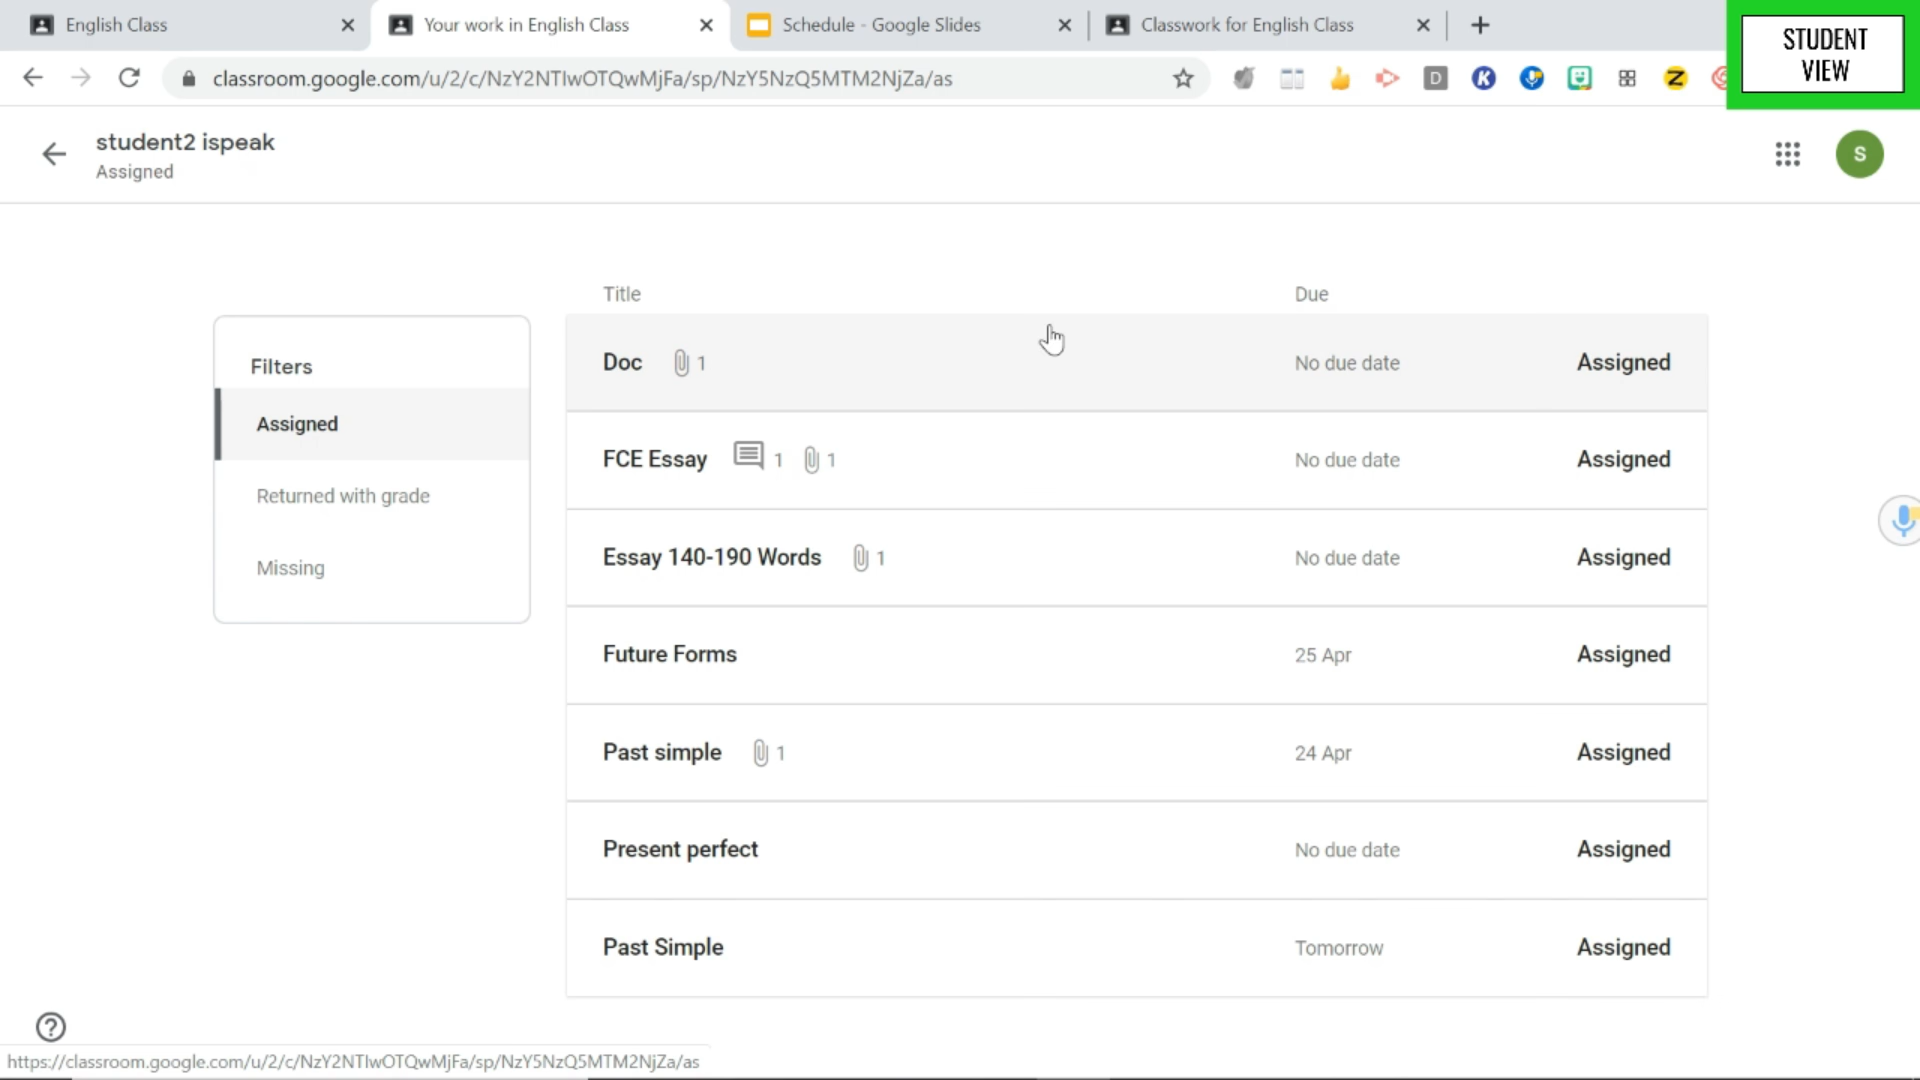 English Class
Your work in English Class
Schedule - Google Slides
Classwork for English Class
STUDENT
VIEW
classroom.google.com/u/2/c/NzY2NTIwOTQwMjFa/sp/NzY5NzQ5MTM2NjZa/as
student2 ispeak
Assigned
S
Title
Due
Filters
Assigned
Returned with grade
Missing
Doc 1 No due date Assigned
FCE Essay 1 1 No due date Assigned
Essay 140-190 Words 1 No due date Assigned
Future Forms 25 Apr Assigned
Past simple 1 24 Apr Assigned
Present perfect No due date Assigned
Past Simple Tomorrow Assigned
https://classroom.google.com/u/2/c/NzY2NTIwOTQwMjFa/sp/NzY5NzQ5MTM2NjZa/as